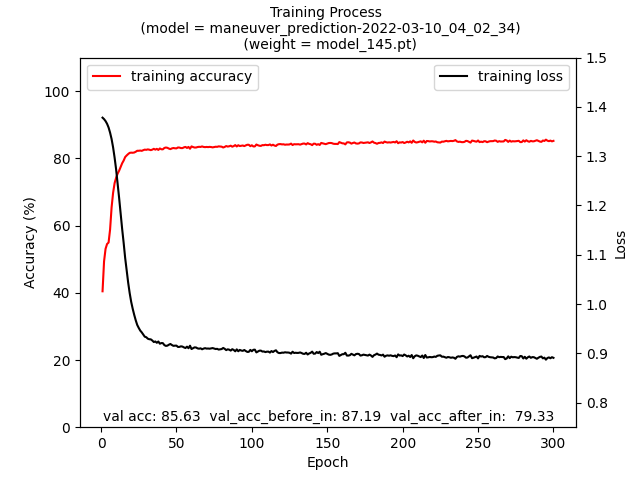 Training Process
(model = maneuver_prediction-2022-03-10_04_02_34)
(weight = model_145.pt)
training accuracy
training loss
Accuracy (%)
100
80
60
40
20
0
1.5
1.4
1.3
1.2
1.1
1.0
0.9
0.8
Loss
val acc: 85.63 val_acc_before_in: 87.19 val_acc_after_in: 79.33
0 50 100 150 200 250 300
Epoch